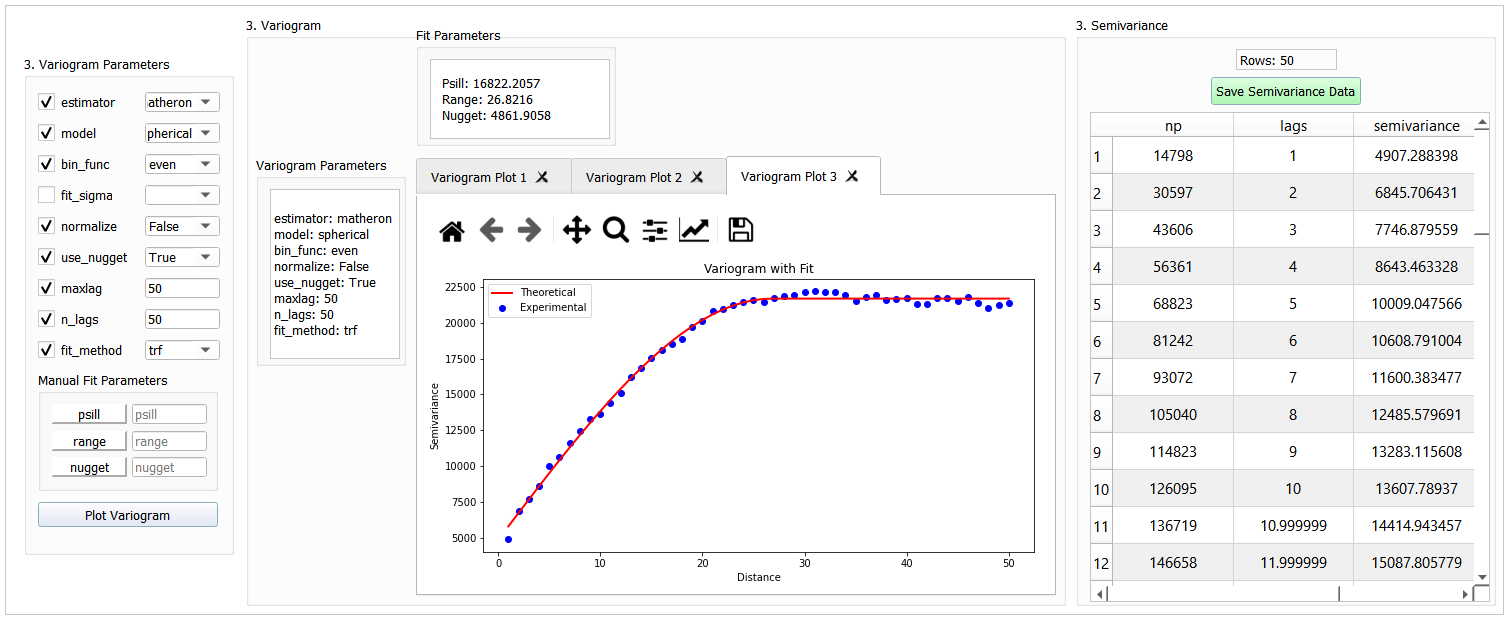 3. Variogram Parameters
estimator atheron
model pherical
bin_func even
fit_sigma
normalize False
use_nugget True
maxlag 50
n_lags 50
fit_method trf
Manual Fit Parameters
psill psill
range range
nugget nugget
Plot Variogram
3. Variogram
Fit Parameters
Psill: 16822.2057
Range: 26.8216
Nugget: 4861.9058
Variogram Parameters
estimator: matheron
model: spherical
bin_func: even
normalize: False
use_nugget: True
maxlag: 50
n_lags: 50
fit_method: trf
Variogram Plot 1 Variogram Plot 2 Variogram Plot 3
Variogram with Fit
Theoretical
Experimental
22500
20000
17500
15000
12500
10000
7500
5000
Semivariance
0 10 20 30 40 50
Distance
3. Semivariance
Rows: 50
Save Semivariance Data
np lags semivariance
1 14798 1 4907.288398
2 30597 2 6845.706431
3 43606 3 7746.879559
4 56361 4 8643.463328
5 68823 5 10009.047566
6 81242 6 10608.791004
7 93072 7 11600.383477
8 105040 8 12485.579691
9 114823 9 13283.115608
10 126095 10 13607.78937
11 136719 10.999999 14414.943457
12 146658 11.999999 15087.805779